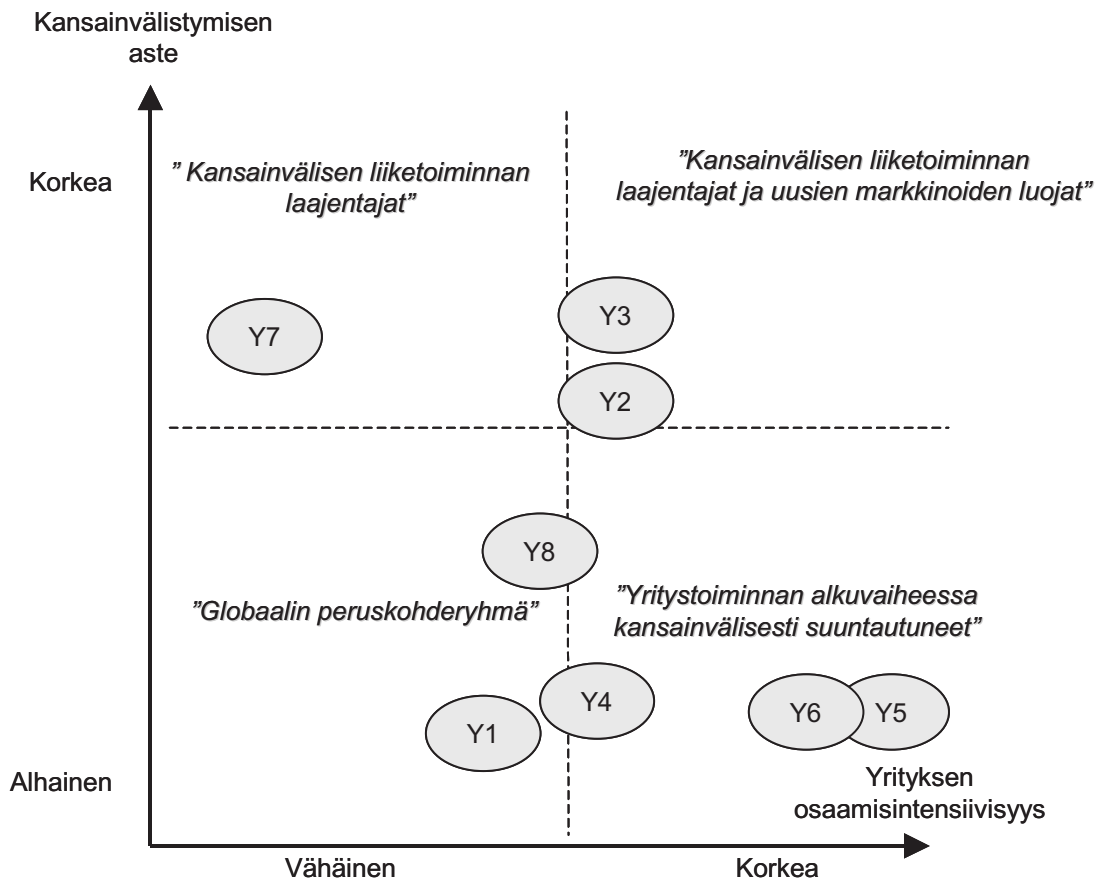 Kansainvälistymisen
aste
Korkea
” Kansainvälisen liiketoiminnan
laajentajat”
”Kansainvälisen liiketoiminnan
laajentajat ja uusien markkinoiden luojat”
Y7
Y3
Y2
Y8
”Globaalin peruskohderyhmä”
”Yritystoiminnan alkuvaiheessa
kansainvälisesti suuntautuneet”
Y1
Y4
Y6
Y5
Alhainen
Yrityksen
osaamisintensiivisyys
Vähäinen
Korkea